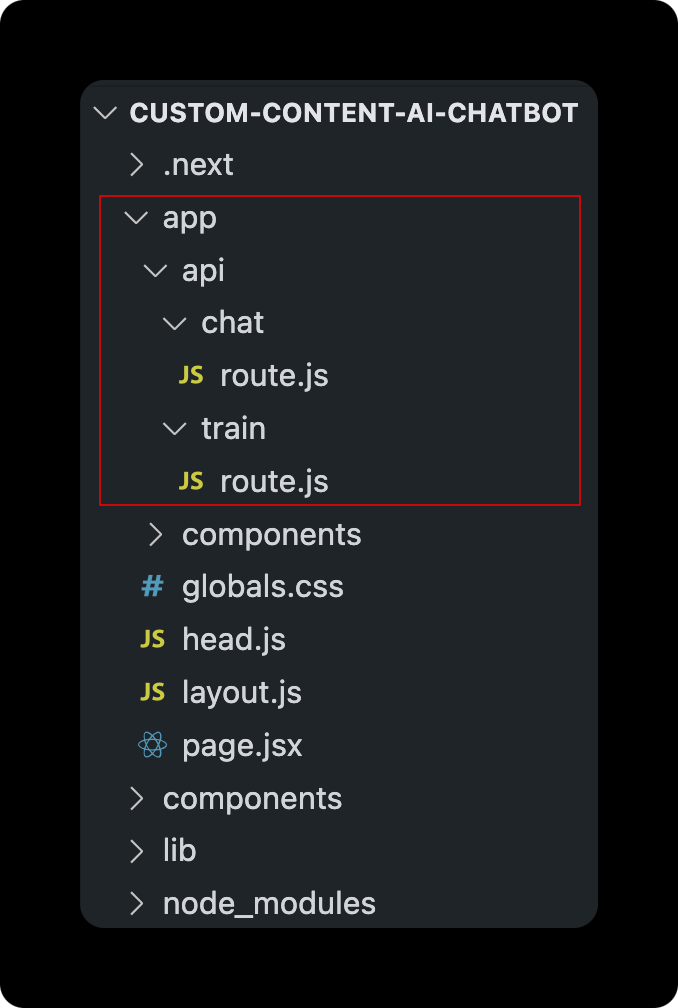 CUSTOM-CONTENT-AI-CHATBOT
.next
app
api
chat
JS route.js
train
JS route.js
components
# globals.css
JS head.js
JS layout.js
page.jsx
components
lib
node_modules